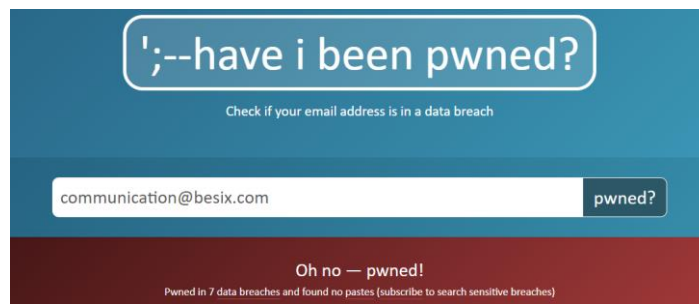 ';--have i been pwned?
Check if your email address is in a data breach
communication@besix.com
pwned?
Oh no — pwned!
Pwned in 7 data breaches and found no pastes (subscribe to search sensitive breaches)